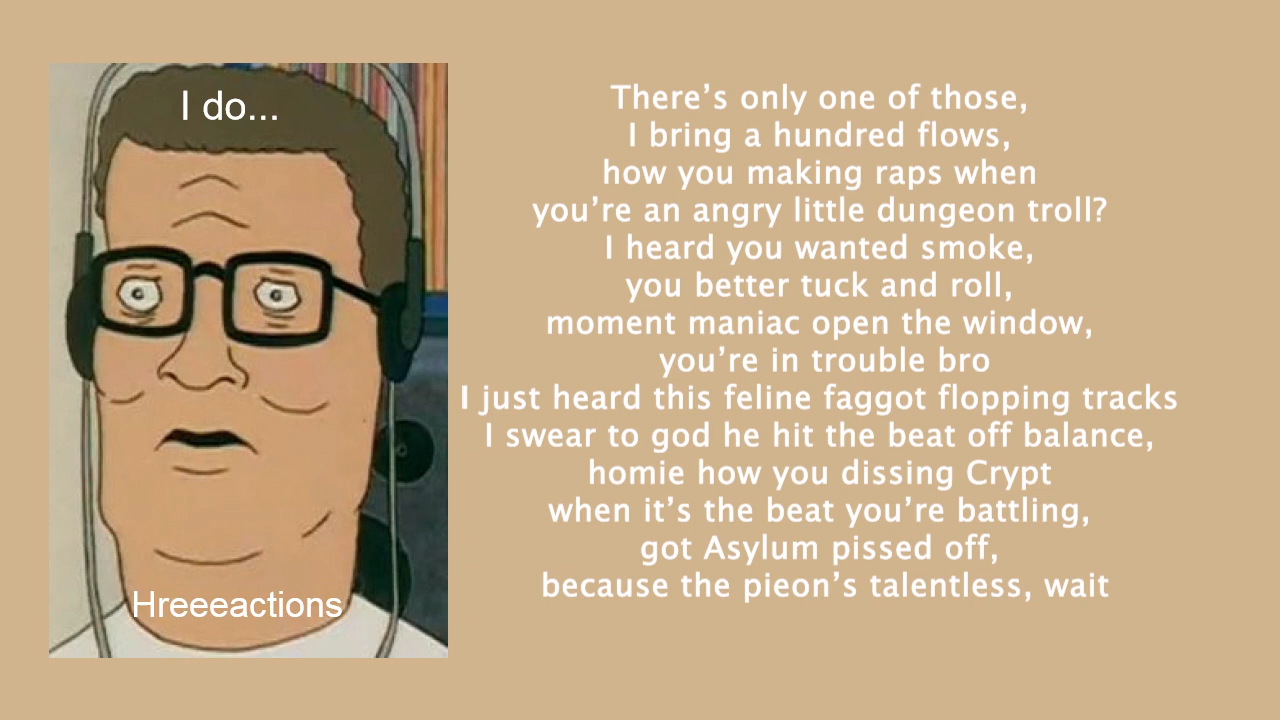 I do...
Hreeeactions
There's only one of those,
I bring a hundred flows,
how you making raps when
you're an angry little dungeon troll?
I heard you wanted smoke,
you better tuck and roll,
moment maniac open the window,
you're in trouble bro
I just heard this feline faggot flopping tracks
I swear to god he hit the beat off balance,
homie how you dissing Crypt
when it's the beat you're battling,
got Asylum pissed off,
because the pieon's talentless, wait